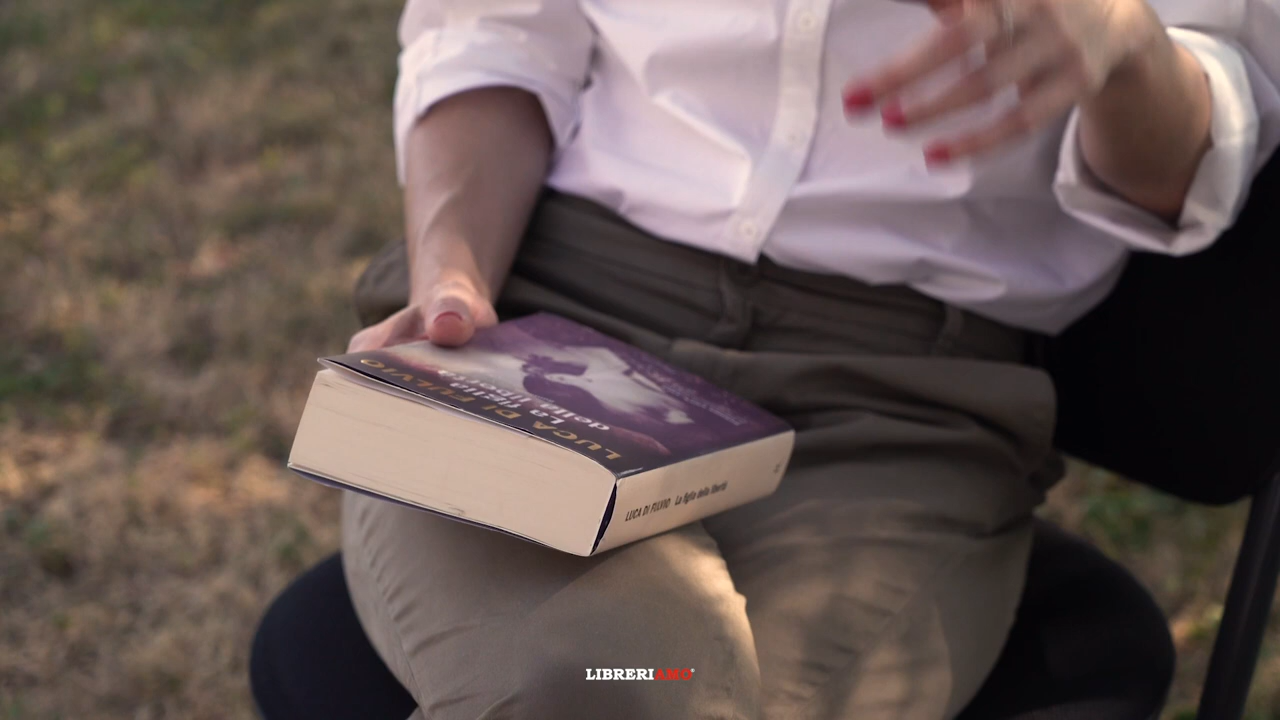 LUCA DI FULVIO
La figlia
della libertà
LUCA DI FULVIO La figlia della libertà
LIBRERIAMO